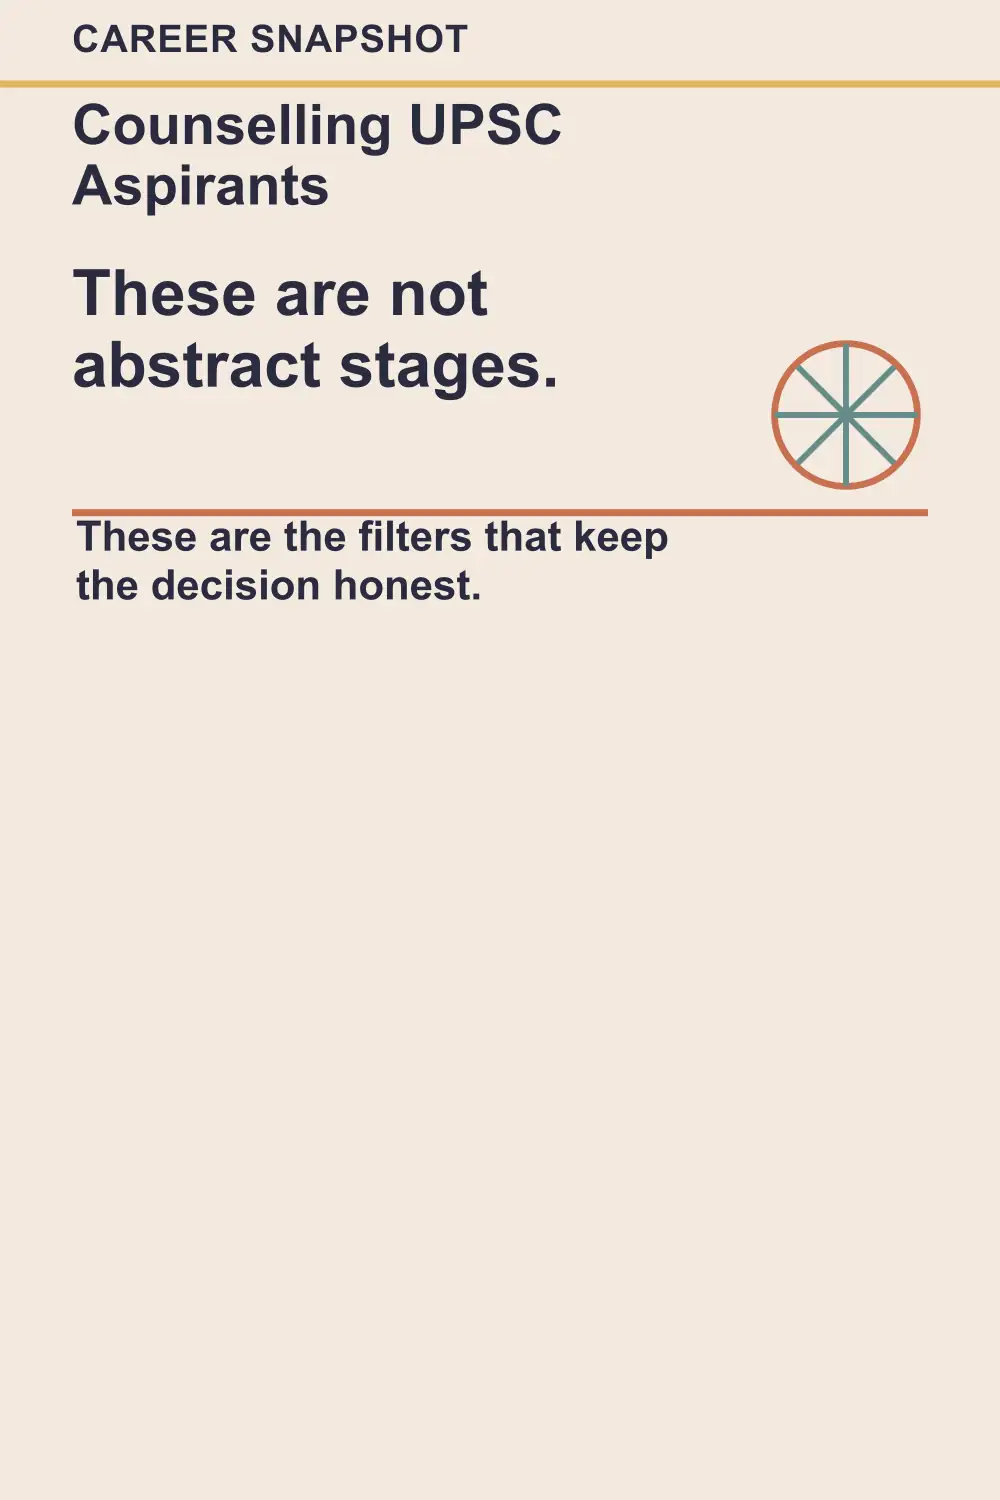 CAREER SNAPSHOT
Counselling UPSC
Aspirants
These are not
abstract stages.
These are the filters that keep
the decision honest.